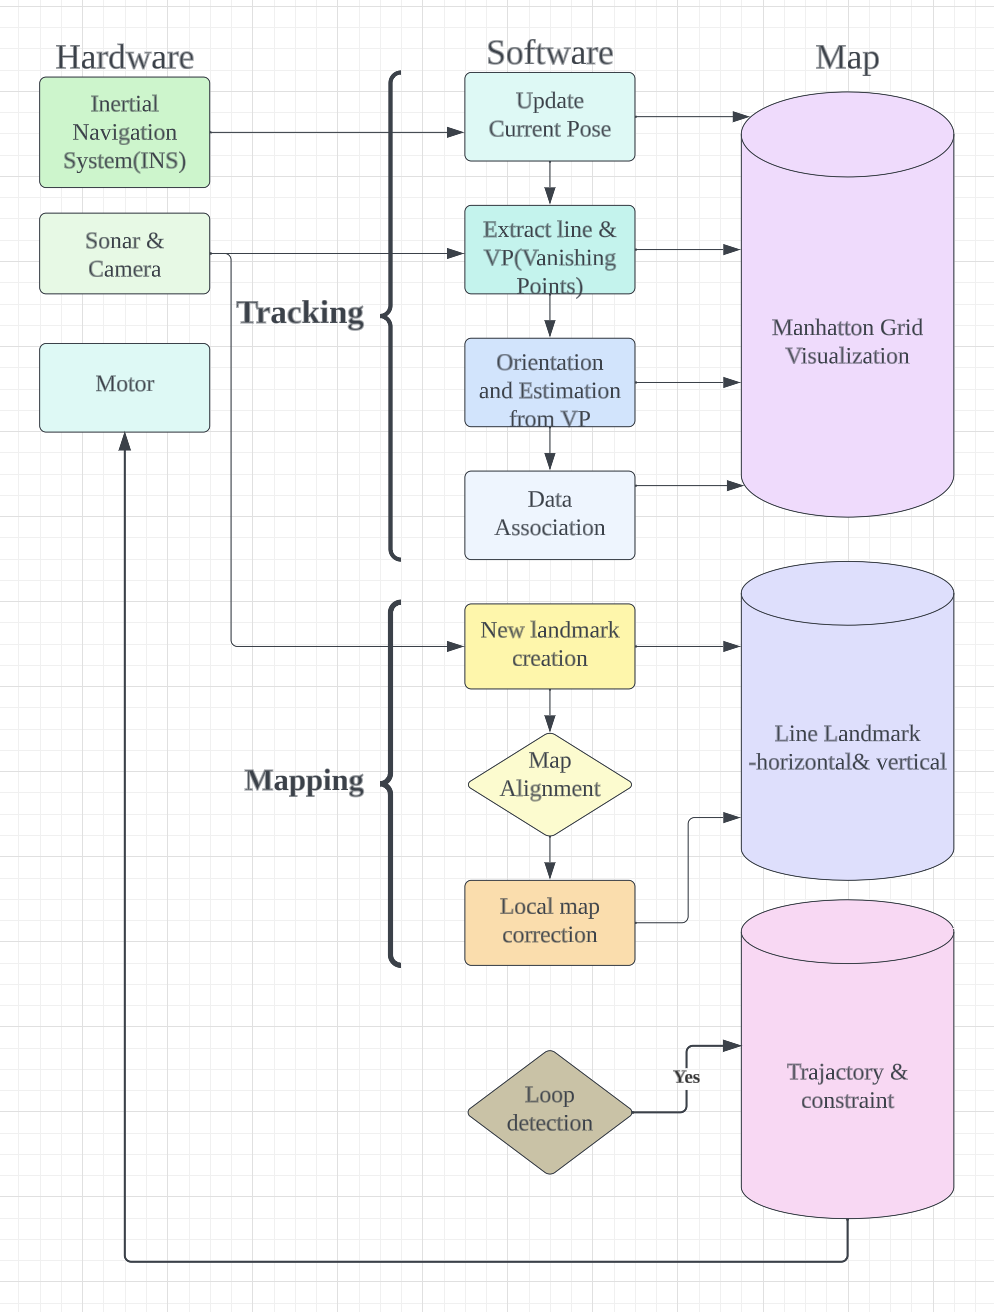 Hardware
Software
Map
Inertial
Navigation
System(INS)
Update
Current Pose
Sonar &
Camera
Extract line &
VP(Vanishing
Points)
Tracking
Manhatton Grid
Visualization
Motor
Orientation
and Estimation
from VP
Data
Association
New landmark
creation
Line Landmark
-horizontal& vertical
Mapping
Map
Alignment
Local map
correction
Loop
detection
Yes
Trajactory &
constraint